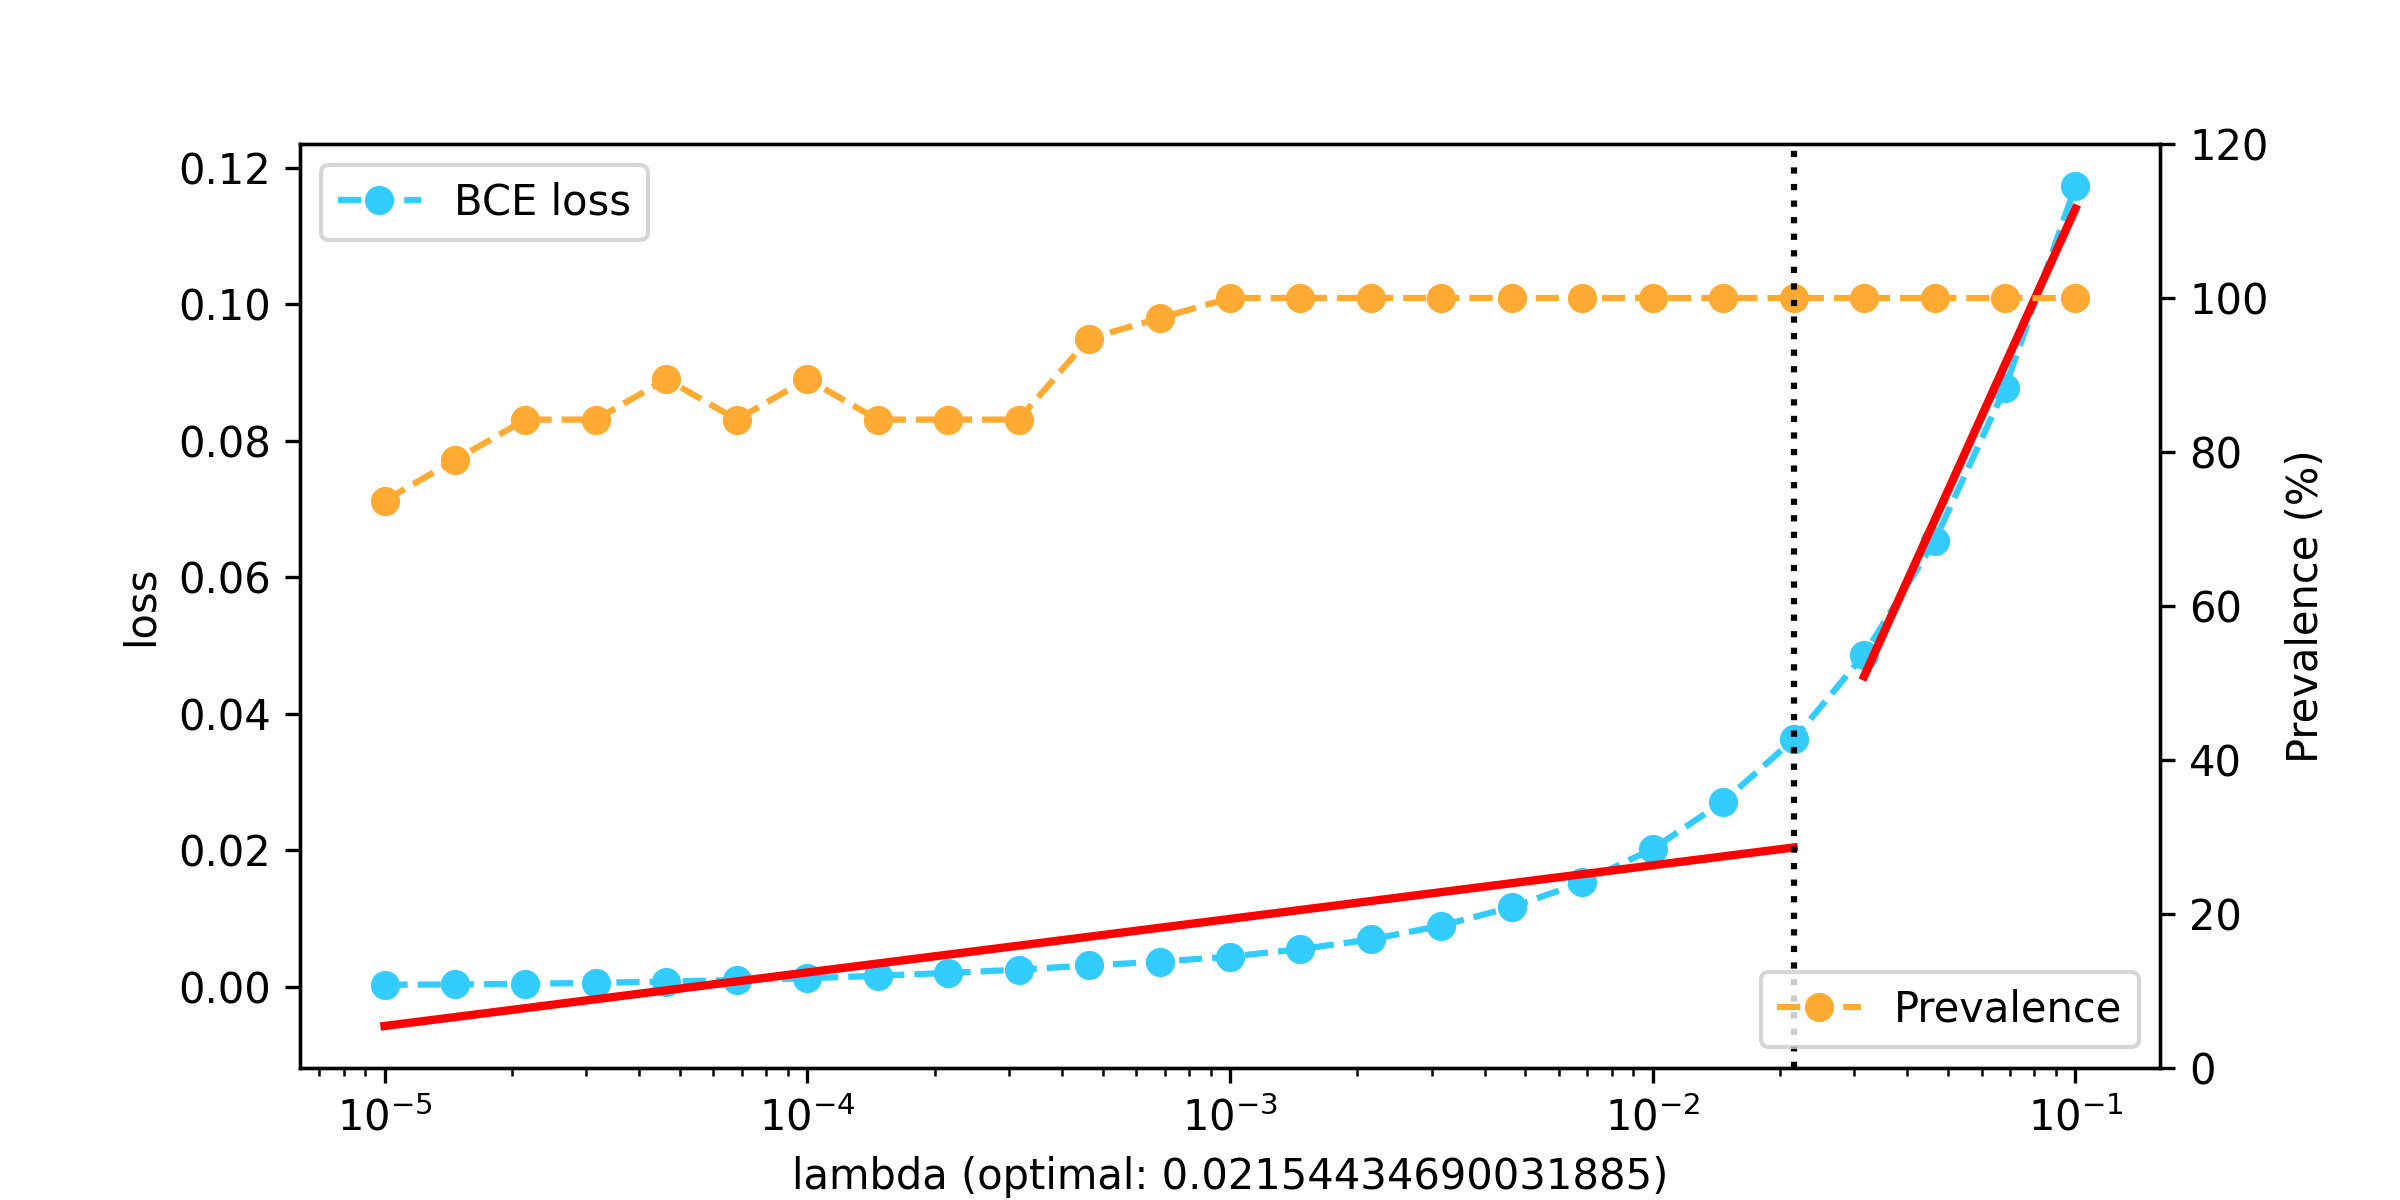 BCE loss
0.12
0.10
0.08
0.06
0.04
0.02
0.00
loss
120
100
80
60
40
20
0
Prevalence (%)
Prevalence
10⁻⁵ 10⁻⁴ 10⁻³ 10⁻² 10⁻¹
lambda (optimal: 0.02154434690031885)